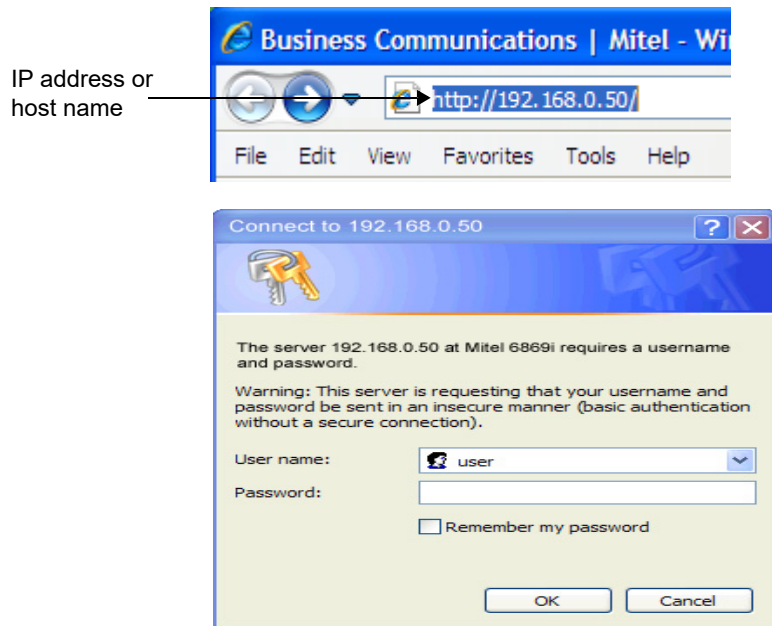 Business Communications | Mitel - Wi
IP address or
host name
http://192.168.0.50/
File Edit View Favorites Tools Help
Connect to 192.168.0.50
The server 192.168.0.50 at Mitel 6869i requires a username
and password.
Warning: This server is requesting that your username and
password be sent in an insecure manner (basic authentication
without a secure connection).
User name: user
Password:
Remember my password
OK Cancel